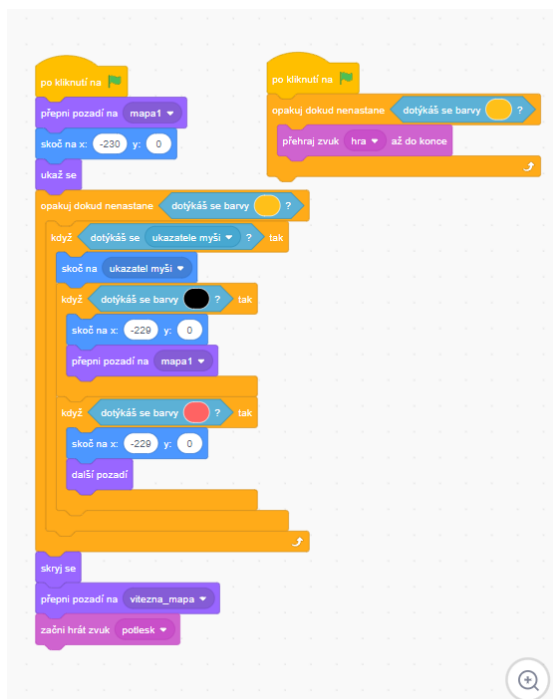 po kliknutí na
přepni pozadí na mapa1
skoč na x: -230 y: 0
ukaž se
opakuj dokud nenastane dotýkáš se barvy ?
když dotýkáš se ukazatele myši ? tak
skoč na ukazatel myši
když dotýkáš se barvy ? tak
skoč na x: -229 y: 0
přepni pozadí na mapa1
když dotýkáš se barvy ? tak
skoč na x: -229 y: 0
další pozadí
skryj se
přepni pozadí na vitezna_mapa
začni hrát zvuk potlesk
po kliknutí na
opakuj dokud nenastane dotýkáš se barvy ?
přehraj zvuk hra až do konce